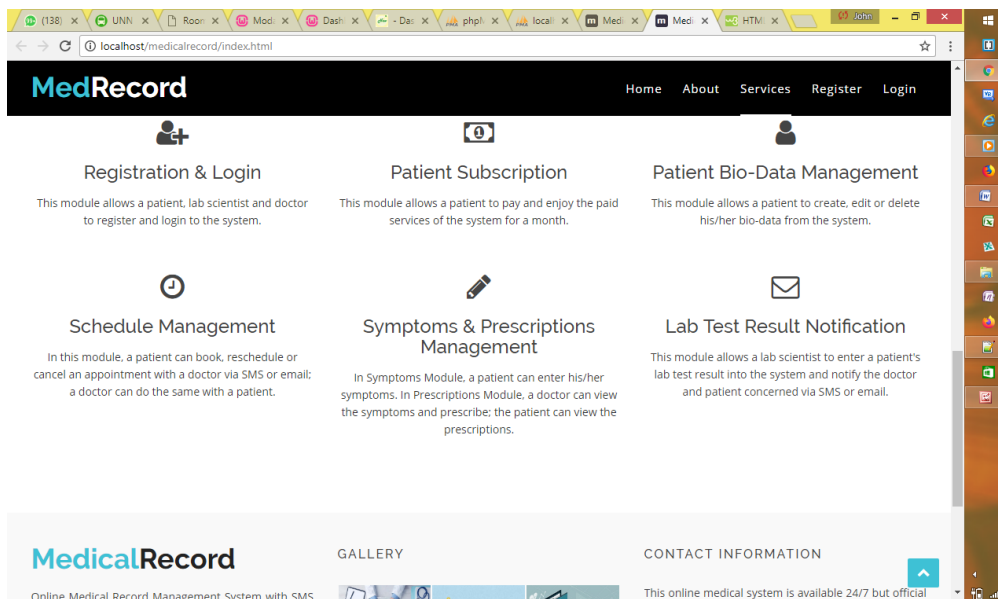 (138)
UNN
Room
Modi
Dash
- Das
phpM
locall
Medi
Medi
HTMl
John
localhost/medicalrecord/index.html
MedRecord
Home About Services Register Login
Registration & Login
This module allows a patient, lab scientist and doctor
to register and login to the system.
Patient Subscription
This module allows a patient to pay and enjoy the paid
services of the system for a month.
Patient Bio-Data Management
This module allows a patient to create, edit or delete
his/her bio-data from the system.
Schedule Management
In this module, a patient can book, reschedule or
cancel an appointment with a doctor via SMS or email;
a doctor can do the same with a patient.
Symptoms & Prescriptions
Management
In Symptoms Module, a patient can enter his/her
symptoms. In Prescriptions Module, a doctor can view
the symptoms and prescribe; the patient can view the
prescriptions.
Lab Test Result Notification
This module allows a lab scientist to enter a patient's
lab test result into the system and notify the doctor
and patient concerned via SMS or email.
MedicalRecord
Online Medical Record Management System with SMS
GALLERY
CONTACT INFORMATION
This online medical system is available 24/7 but official